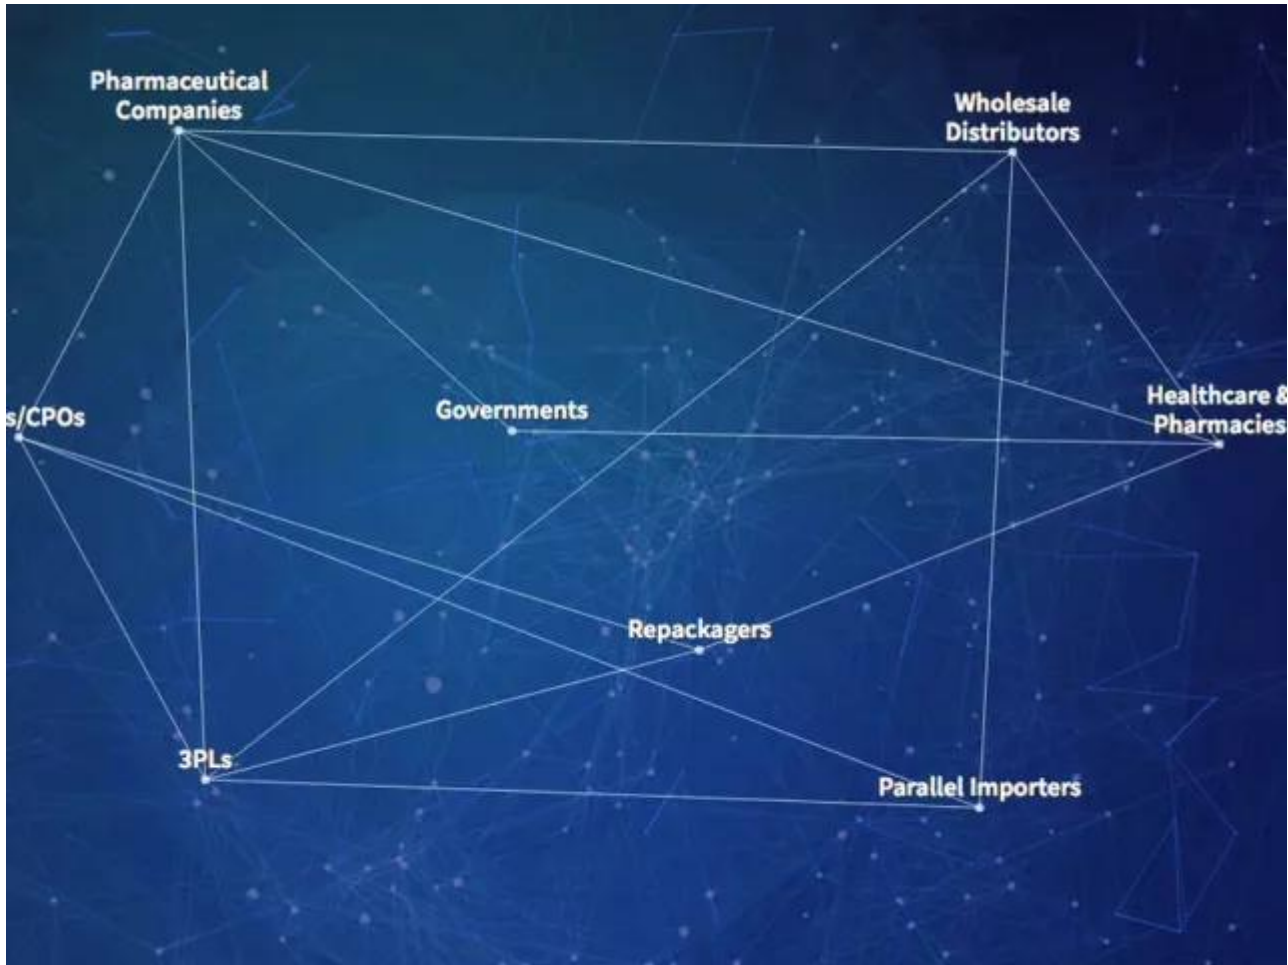 Pharmaceutical
Companies
Wholesale
Distributors
Healthcare &
Pharmacies
s/CPOs
Governments
Repackagers
3PLs
Parallel Importers